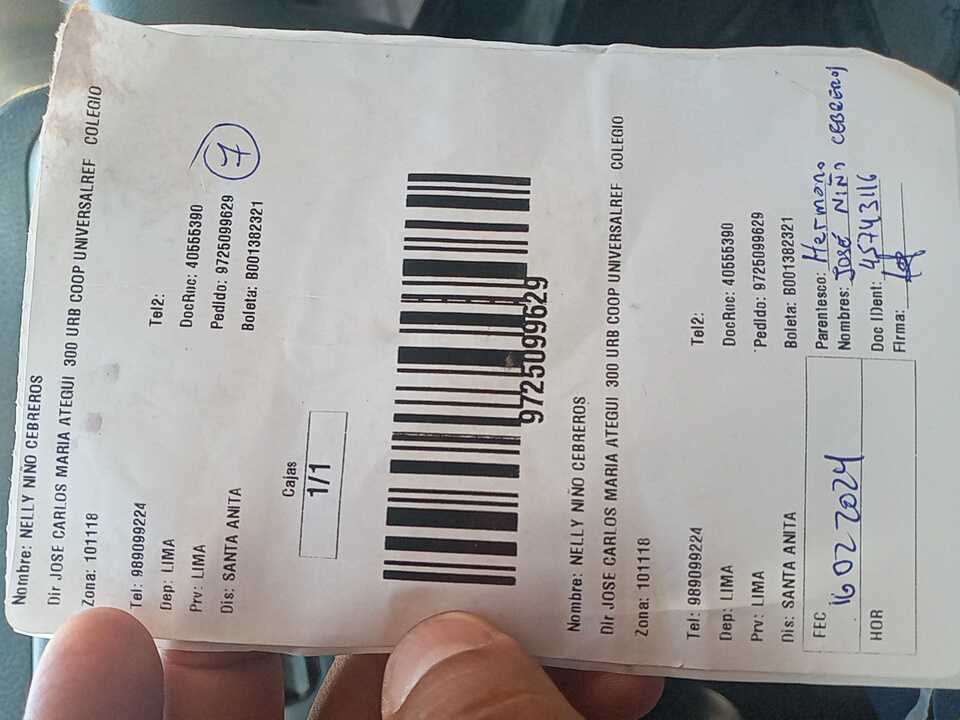 Nombre: NELLY NIÑO CEBREROS
Dir JOSE CARLOS MARIA ATEGUI 300 URB COOP UNIVERSALREF COLEGIO
Zona: 101118
Tel: 989099224 Tel2:
Dep: LIMA DocRuc: 40555390
Prv: LIMA PedIdo: 9725099629
Dis: SANTA ANITA Boleta: B001382321
7
Cajas
1/1
9725099629
Nombre: NELLY NIÑO CEBREROS
Dir JOSE CARLOS MARIA ATEGUI 300 URB COOP UNIVERSALREF COLEGIO
Zona: 101118
Tel: 989099224 Tel2:
Dep: LIMA DocRuc: 40555390
Prv: LIMA PedIdo: 9725099629
Dis: SANTA ANITA Boleta: B001382321
FEC 16 02 2024
HOR
Parentesco: Hermano
Nombres: José NIÑO CEBREROS
Doc IDent: 45743116
Firma: